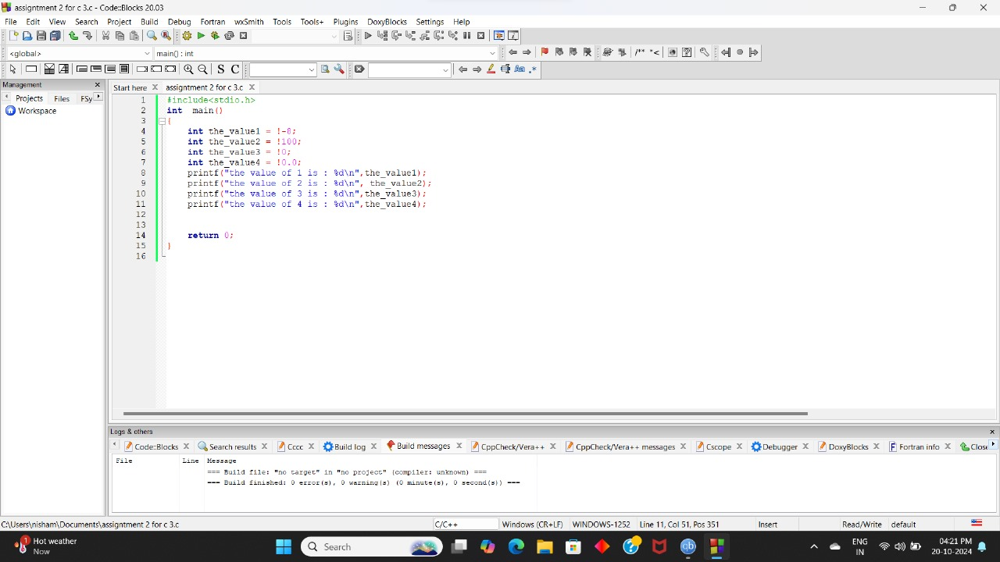 assigntment 2 for c 3.c - Code::Blocks 20.03
File Edit View Search Project Build Debug Fortran wxSmith Tools Tools+ Plugins DoxyBlocks Settings Help
<global> main() : int /** *<
S C Aa .*
Management
Projects Files FSy
Workspace
Start here assigntment 2 for c 3.c
1 #include<stdio.h>
2 int main()
3 {
4 int the_value1 = !-8;
5 int the_value2 = !100;
6 int the_value3 = !0;
7 int the_value4 = !0.0;
8 printf("the value of 1 is : %d\n",the_value1);
9 printf("the value of 2 is : %d\n", the_value2);
10 printf("the value of 3 is : %d\n",the_value3);
11 printf("the value of 4 is : %d\n",the_value4);
12
13
14 return 0;
15 }
16
Logs & others
Code::Blocks Search results Cccc Build log Build messages CppCheck/Vera++ CppCheck/Vera++ messages Cscope Debugger DoxyBlocks Fortran info Close
File Line Message
=== Build file: "no target" in "no project" (compiler: unknown) ===
=== Build finished: 0 error(s), 0 warning(s) (0 minute(s), 0 second(s)) ===
C:\Users\nisham\Documents\assigntment 2 for c 3.c C/C++ Windows (CR+LF) WINDOWS-1252 Line 11, Col 51, Pos 351 Insert Read/Write default
1 Hot weather
Now
Search
qb
ENG
IN
04:21 PM
20-10-2024